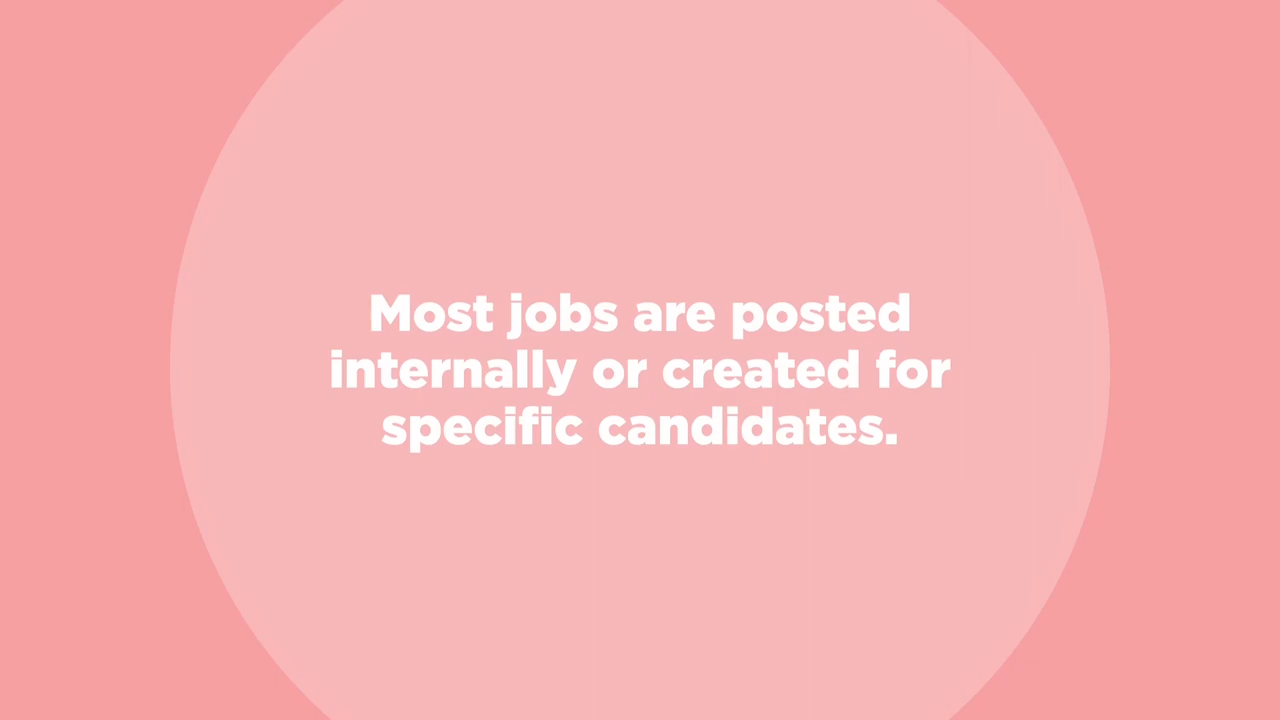 Most jobs are posted
internally or created for
specific candidates.